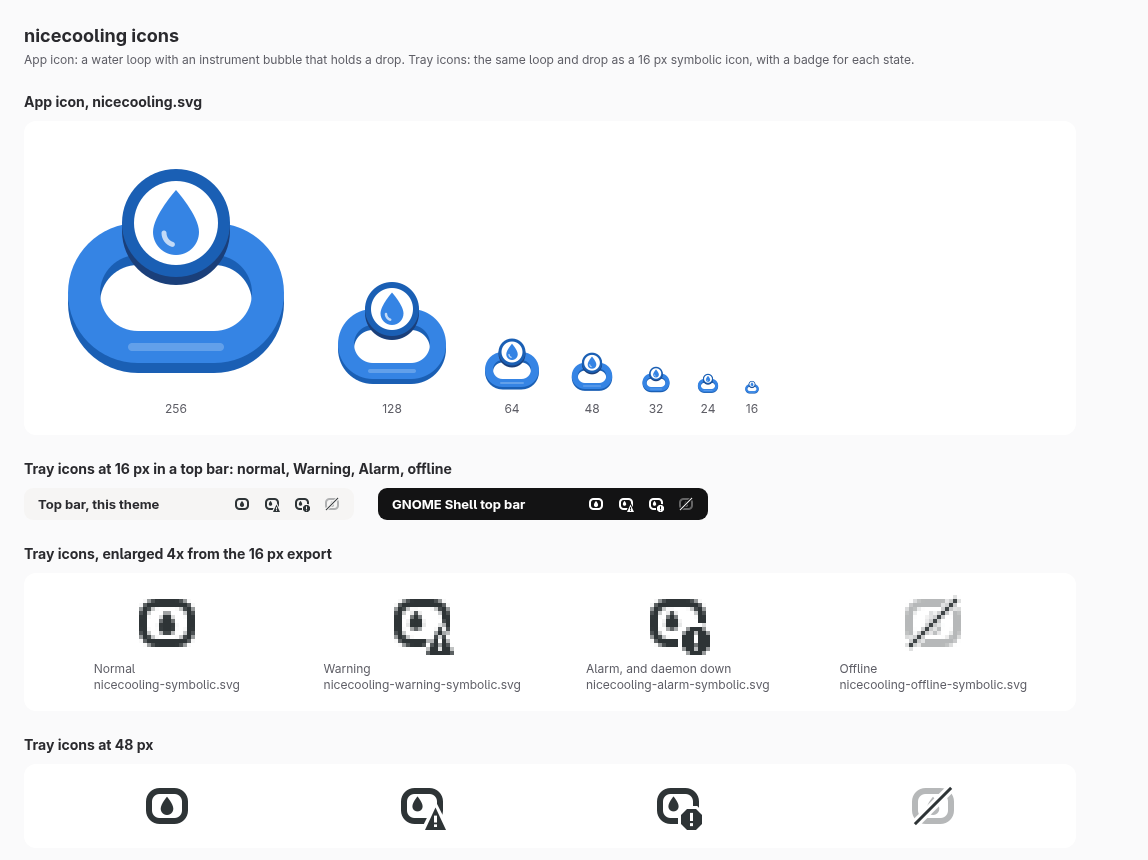 nicecooling icons
App icon: a water loop with an instrument bubble that holds a drop. Tray icons: the same loop and drop as a 16 px symbolic icon, with a badge for each state.
App icon, nicecooling.svg
256
128
64
48
32
24
16
Tray icons at 16 px in a top bar: normal, Warning, Alarm, offline
Top bar, this theme
GNOME Shell top bar
Tray icons, enlarged 4x from the 16 px export
Normal
nicecooling-symbolic.svg
Warning
nicecooling-warning-symbolic.svg
Alarm, and daemon down
nicecooling-alarm-symbolic.svg
Offline
nicecooling-offline-symbolic.svg
Tray icons at 48 px